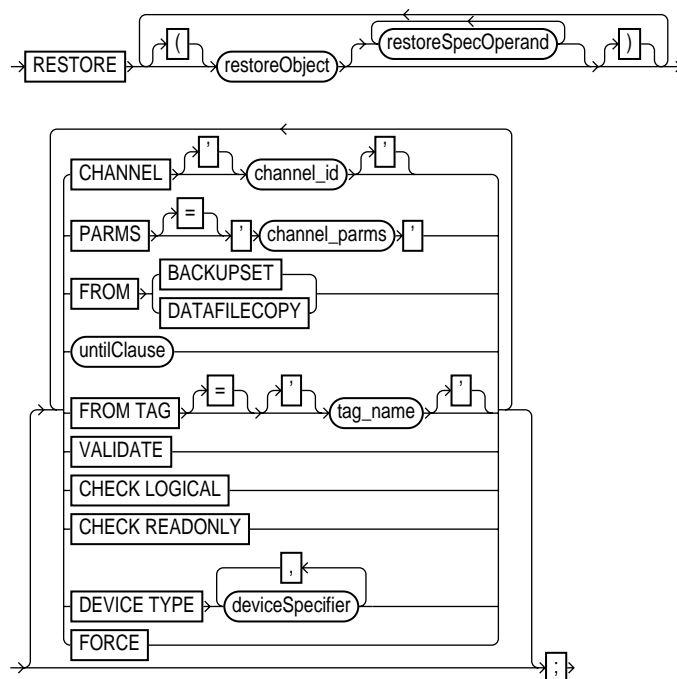 RESTORE ( restoreObject restoreSpecOperand )
CHANNEL ' channel_id '
PARMS = ' channel_parms '
FROM BACKUPSET
DATAFILECOPY
untilClause
FROM TAG = ' tag_name '
VALIDATE
CHECK LOGICAL
CHECK READONLY
DEVICE TYPE , deviceSpecifier
FORCE
;